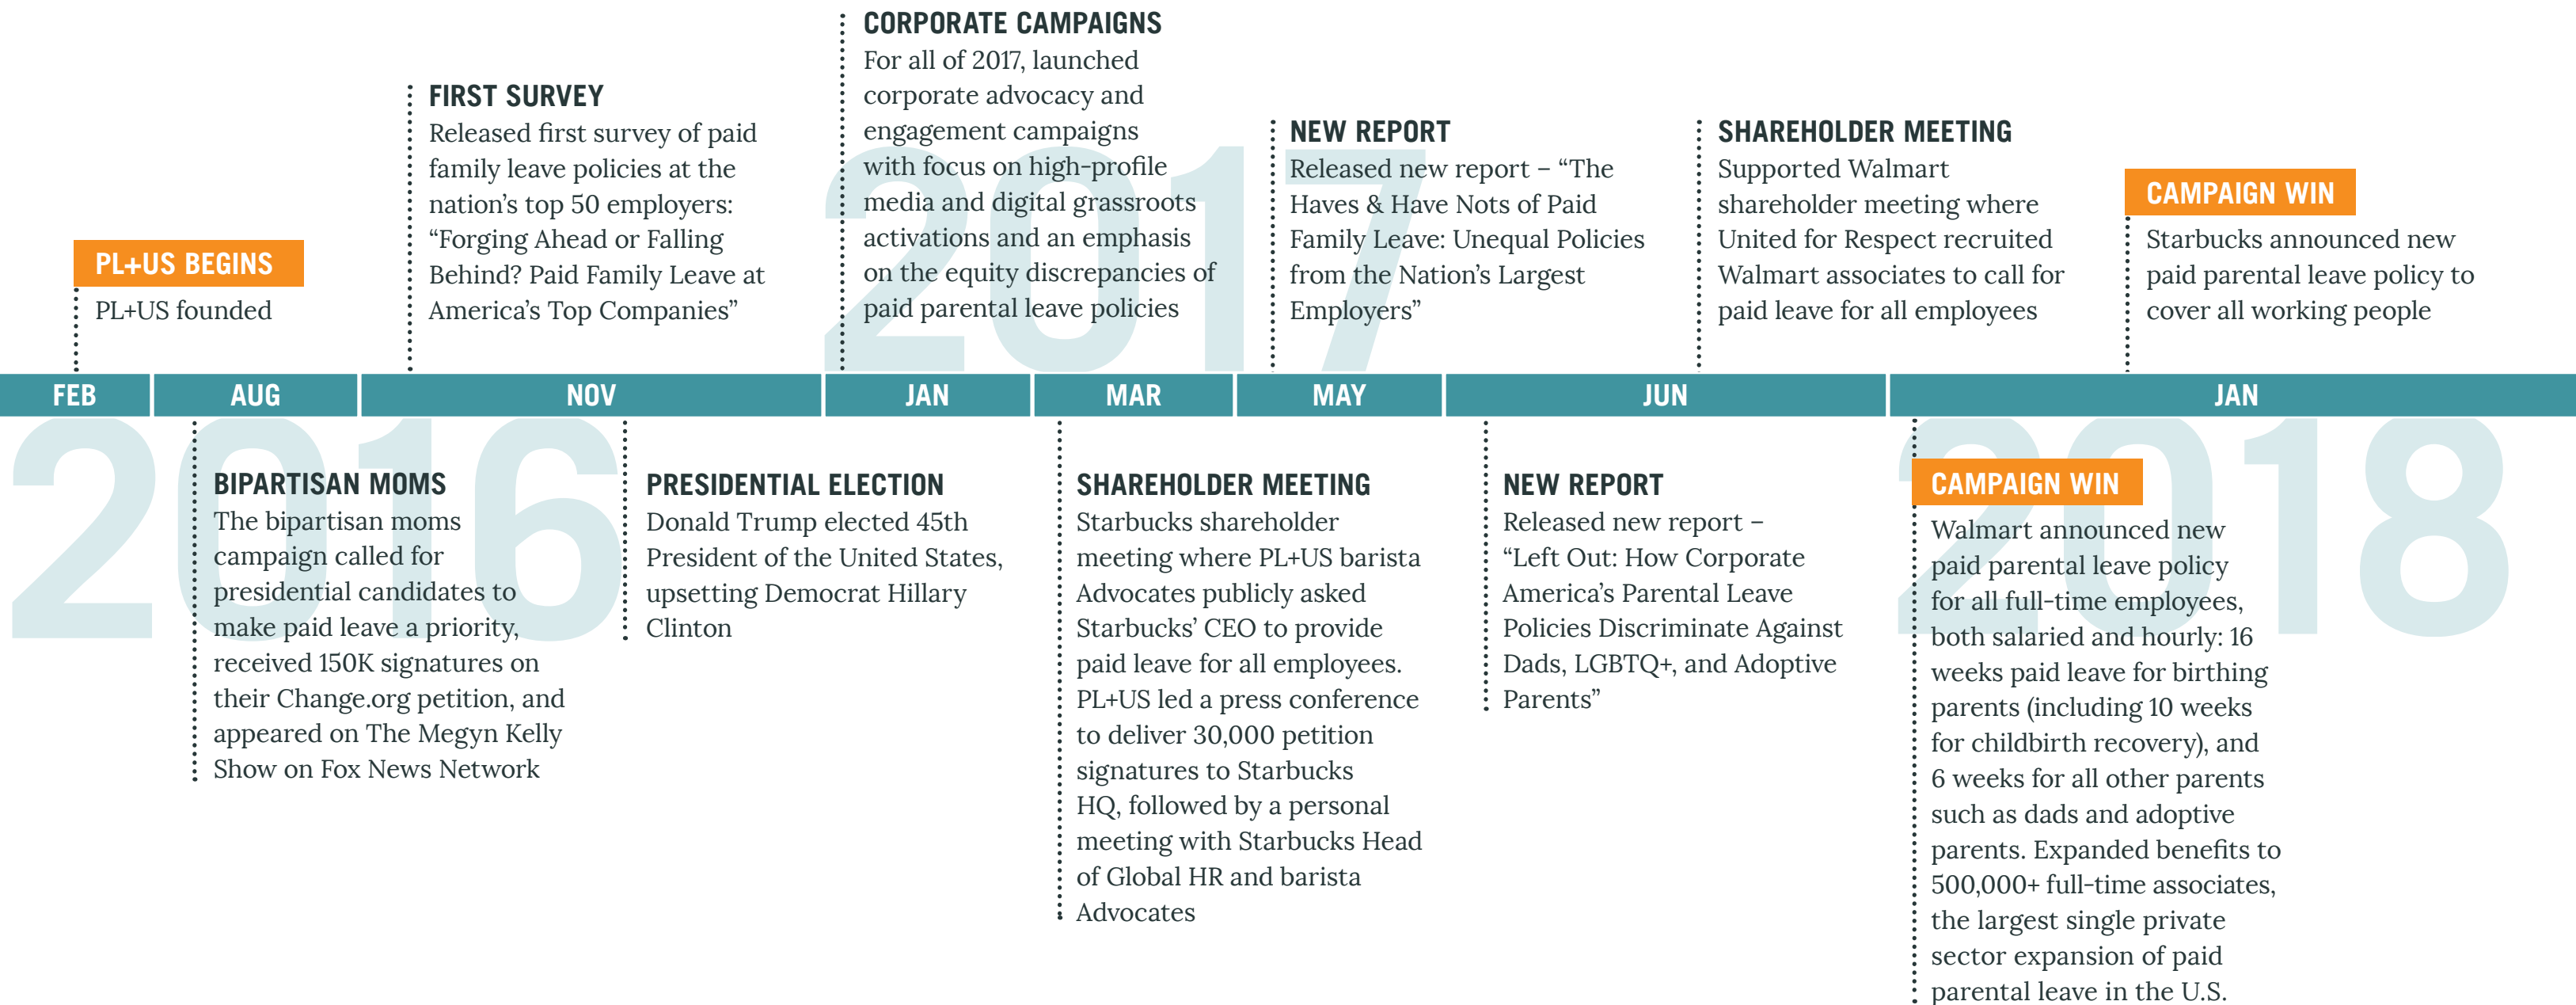 PL+US BEGINS
PL+US founded
FIRST SURVEY
Released first survey of paid
family leave policies at the
nation's top 50 employers:
“Forging Ahead or Falling
Behind? Paid Family Leave at
America's Top Companies”
CORPORATE CAMPAIGNS
For all of 2017, launched
corporate advocacy and
engagement campaigns
with focus on high-profile
media and digital grassroots
activations and an emphasis
on the equity discrepancies of
paid parental leave policies
2017
NEW REPORT
Released new report – “The
Haves & Have Nots of Paid
Family Leave: Unequal Policies
from the Nation's Largest
Employers”
SHAREHOLDER MEETING
Supported Walmart
shareholder meeting where
United for Respect recruited
Walmart associates to call for
paid leave for all employees
CAMPAIGN WIN
Starbucks announced new
paid parental leave policy to
cover all working people
FEB AUG NOV JAN MAR MAY JUN JAN
2016
BIPARTISAN MOMS
The bipartisan moms
campaign called for
presidential candidates to
make paid leave a priority,
received 150K signatures on
their Change.org petition, and
appeared on The Megyn Kelly
Show on Fox News Network
PRESIDENTIAL ELECTION
Donald Trump elected 45th
President of the United States,
upsetting Democrat Hillary
Clinton
SHAREHOLDER MEETING
Starbucks shareholder
meeting where PL+US barista
Advocates publicly asked
Starbucks' CEO to provide
paid leave for all employees.
PL+US led a press conference
to deliver 30,000 petition
signatures to Starbucks
HQ, followed by a personal
meeting with Starbucks Head
of Global HR and barista
Advocates
NEW REPORT
Released new report –
“Left Out: How Corporate
America's Parental Leave
Policies Discriminate Against
Dads, LGBTQ+, and Adoptive
Parents”
2018
CAMPAIGN WIN
Walmart announced new
paid parental leave policy
for all full-time employees,
both salaried and hourly: 16
weeks paid leave for birthing
parents (including 10 weeks
for childbirth recovery), and
6 weeks for all other parents
such as dads and adoptive
parents. Expanded benefits to
500,000+ full-time associates,
the largest single private
sector expansion of paid
parental leave in the U.S.